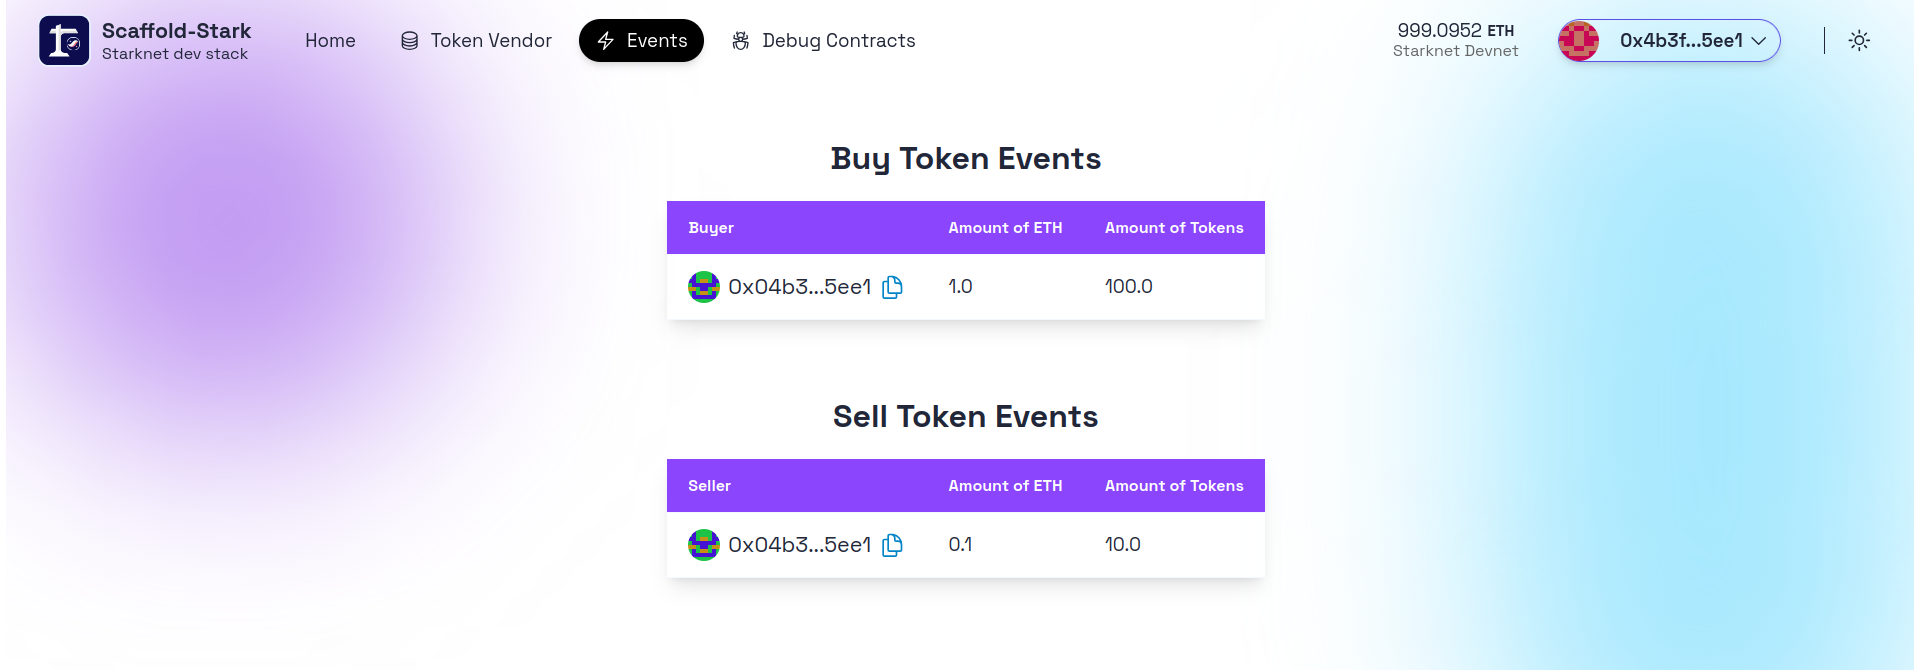 Scaffold-Stark
Starknet dev stack
Home
Token Vendor
Events
Debug Contracts
999.0952 ETH
Starknet Devnet
0x4b3f...5ee1
Buy Token Events
Buyer Amount of ETH Amount of Tokens
0x04b3...5ee1 1.0 100.0
Sell Token Events
Seller Amount of ETH Amount of Tokens
0x04b3...5ee1 0.1 10.0